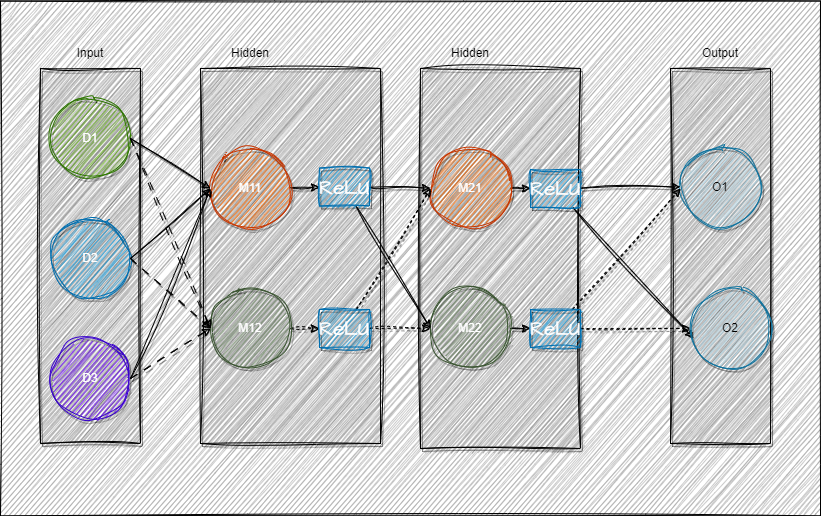 Input
Hidden
Hidden
Output
D1
D2
D3
M11
ReLU
M12
ReLU
M21
ReLU
M22
ReLU
O1
O2